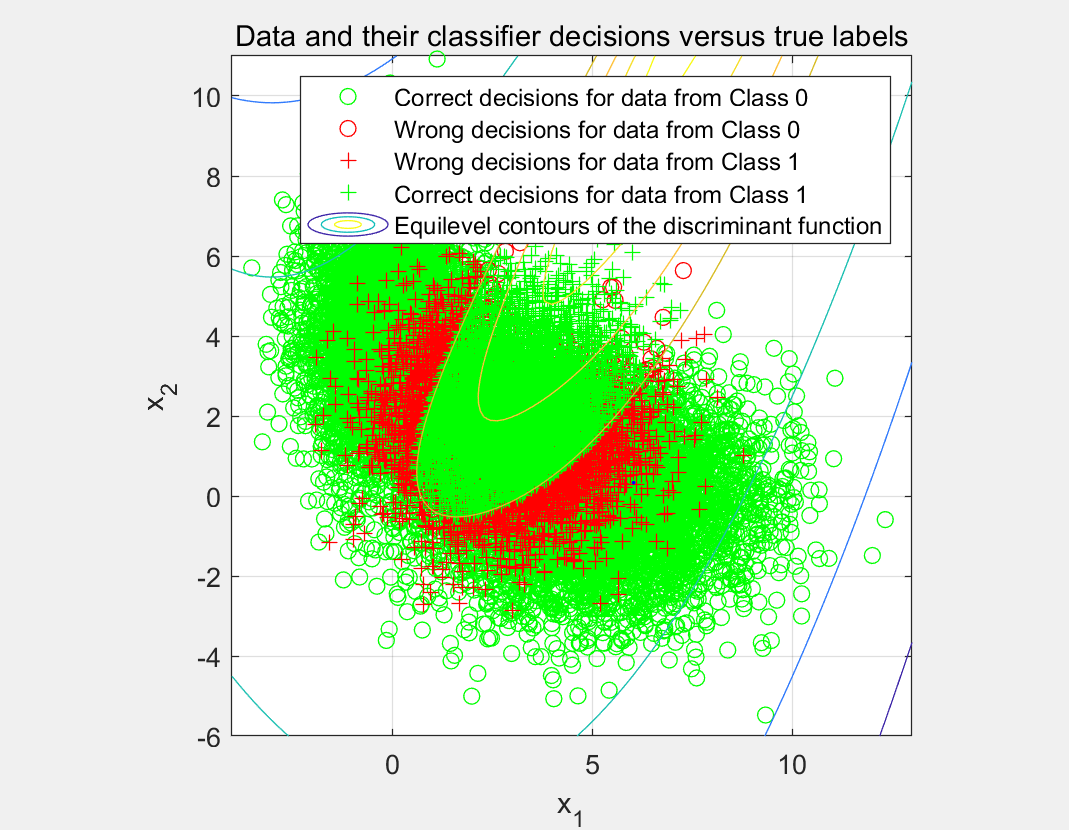 Data and their classifier decisions versus true labels
Correct decisions for data from Class 0
Wrong decisions for data from Class 0
Wrong decisions for data from Class 1
Correct decisions for data from Class 1
Equilevel contours of the discriminant function
10
8
6
4
2
0
-2
-4
-6
x2
0 5 10
x1